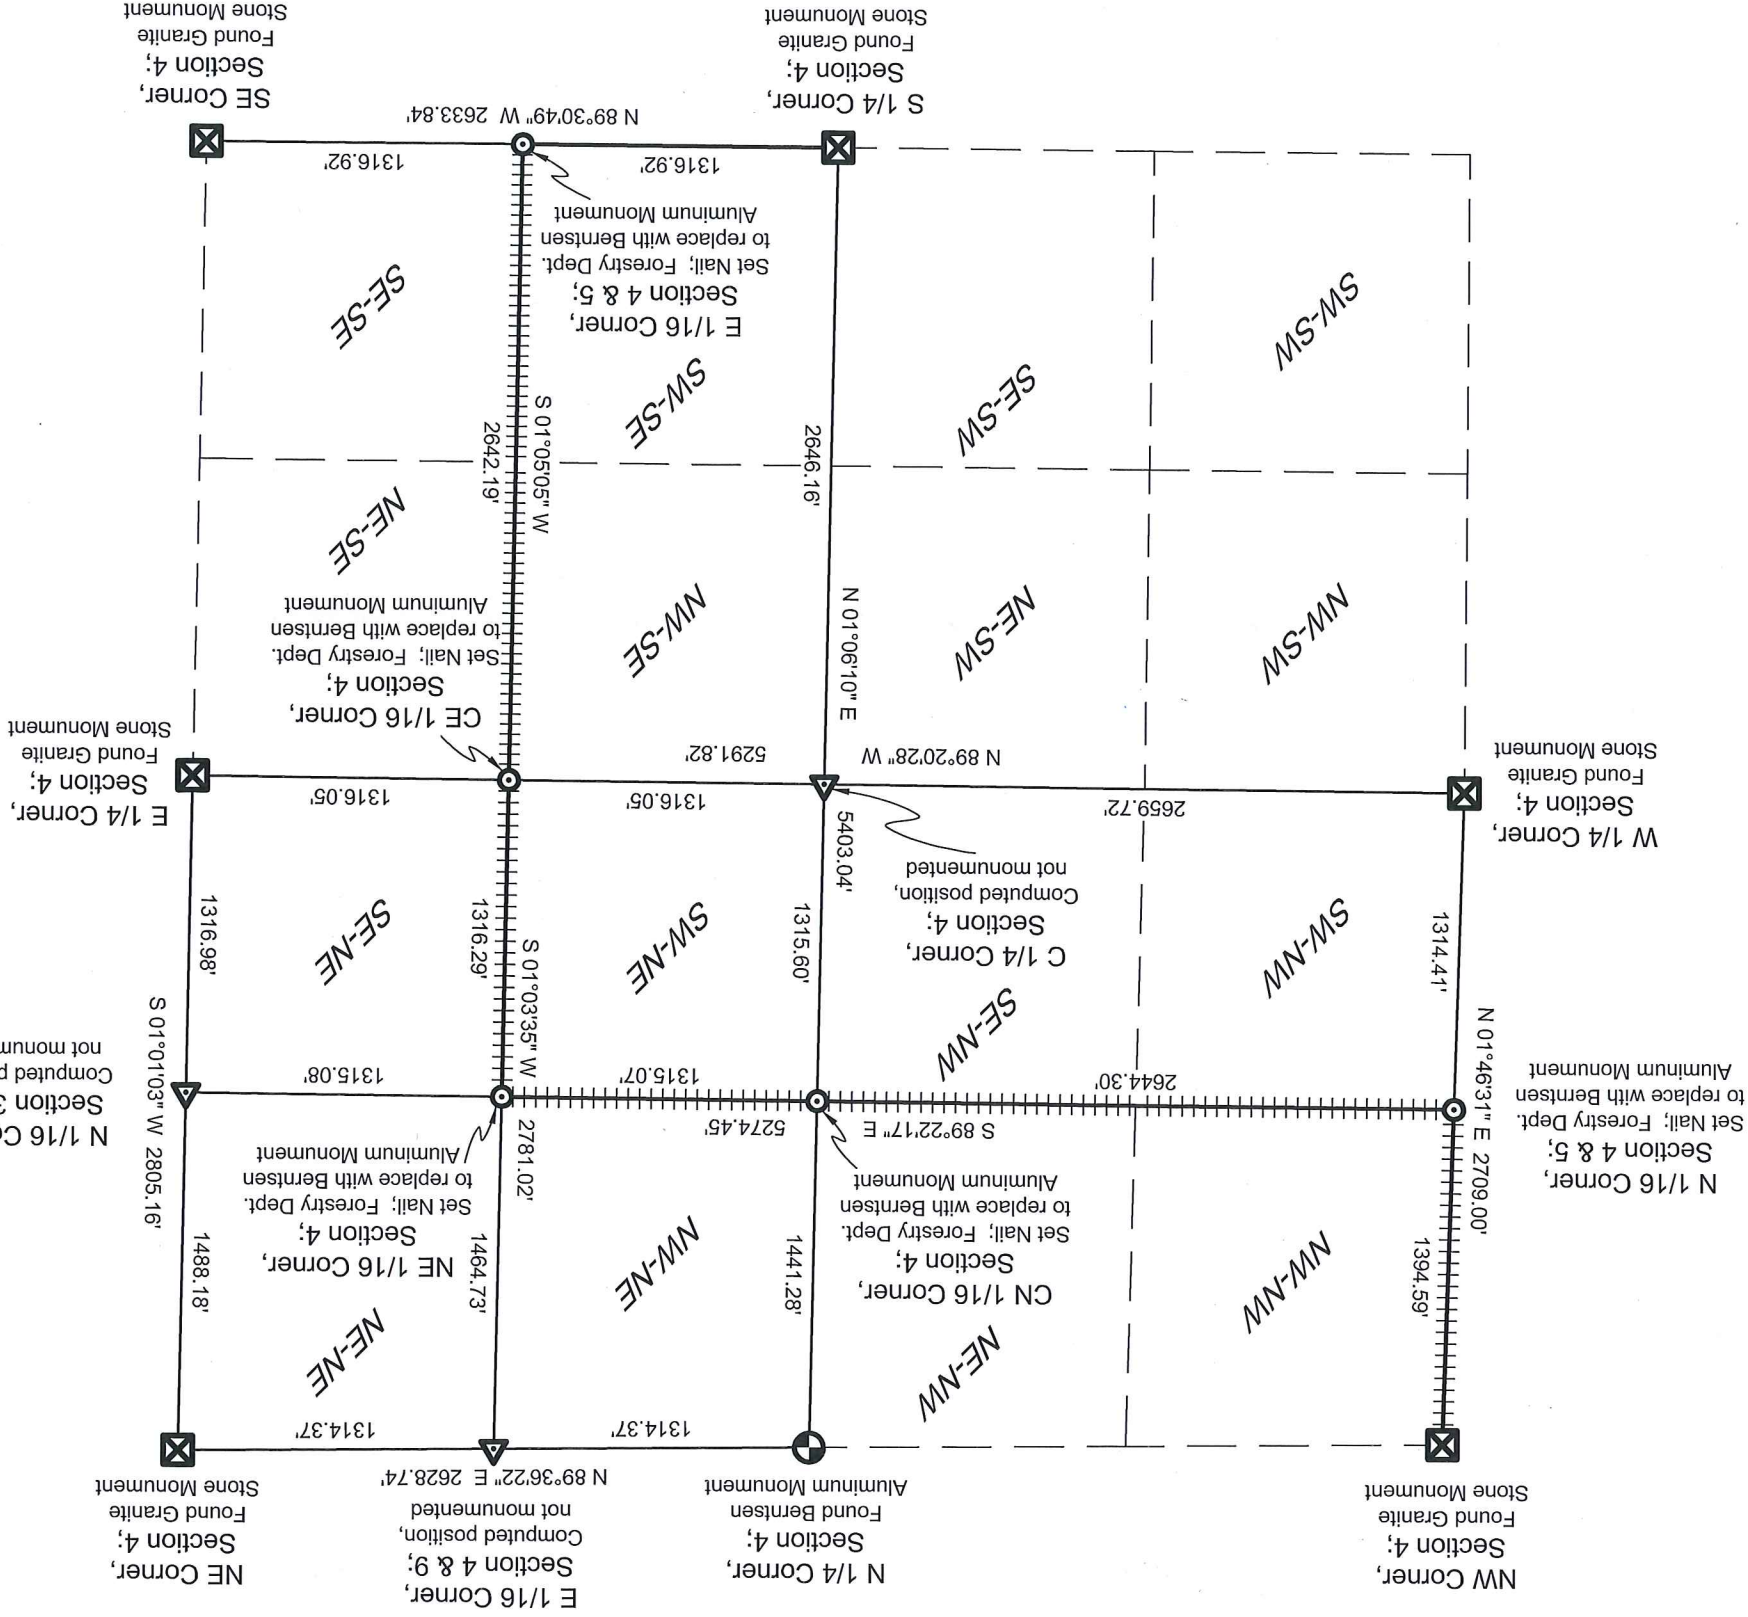 NW Corner,
Section 4;
Found Granite
Stone Monument
N 1/4 Corner,
Section 4;
Found Berntsen
Aluminum Monument
E 1/16 Corner,
Section 4 & 9;
Computed position,
not monumented
N 89°36'22" E 2628.74'
NE Corner,
Section 4;
Found Granite
Stone Monument
1314.37'
1314.37'
NW-NW
NE-NW
NW-NE
NE-NE
1394.59'
N 01°46'31" E 2709.00'
1441.28'
1464.73'
2781.02'
1488.18'
S 01°01'03" W 2805.16'
N 1/16 Corner,
Section 4 & 5;
Set Nail; Forestry Dept.
to replace with Berntsen
Aluminum Monument
CN 1/16 Corner,
Section 4;
Set Nail; Forestry Dept.
to replace with Berntsen
Aluminum Monument
NE 1/16 Corner,
Section 4;
Set Nail; Forestry Dept.
to replace with Berntsen
Aluminum Monument
N 1/16
Section 3
Computed
not
S 89°22'17" E
5274.45'
2644.30'
1315.07'
1315.08'
SW-NW
SE-NW
SW-NE
SE-NE
1314.41'
1315.60'
5403.04'
S 01°03'35" W
1316.29'
1316.98'
C 1/4 Corner,
Section 4;
Computed position,
not monumented
W 1/4 Corner,
Section 4;
Found Granite
Stone Monument
E 1/4 Corner,
Section 4;
Found Granite
Stone Monument
2659.72'
1316.05'
1316.05'
N 89°20'28" W
5291.82'
CE 1/16 Corner,
Section 4;
Set Nail; Forestry Dept.
to replace with Berntsen
Aluminum Monument
NW-SW
NE-SW
NW-SE
NE-SE
N 01°06'10" E
2646.16'
S 01°05'05" W
2642.19'
SW-SW
SE-SW
SW-SE
SE-SE
E 1/16 Corner,
Section 4 & 5;
Set Nail; Forestry Dept.
to replace with Berntsen
Aluminum Monument
1316.92'
1316.92'
N 89°30'49" W 2633.84'
S 1/4 Corner,
Section 4;
Found Granite
Stone Monument
SE Corner,
Section 4;
Found Granite
Stone Monument